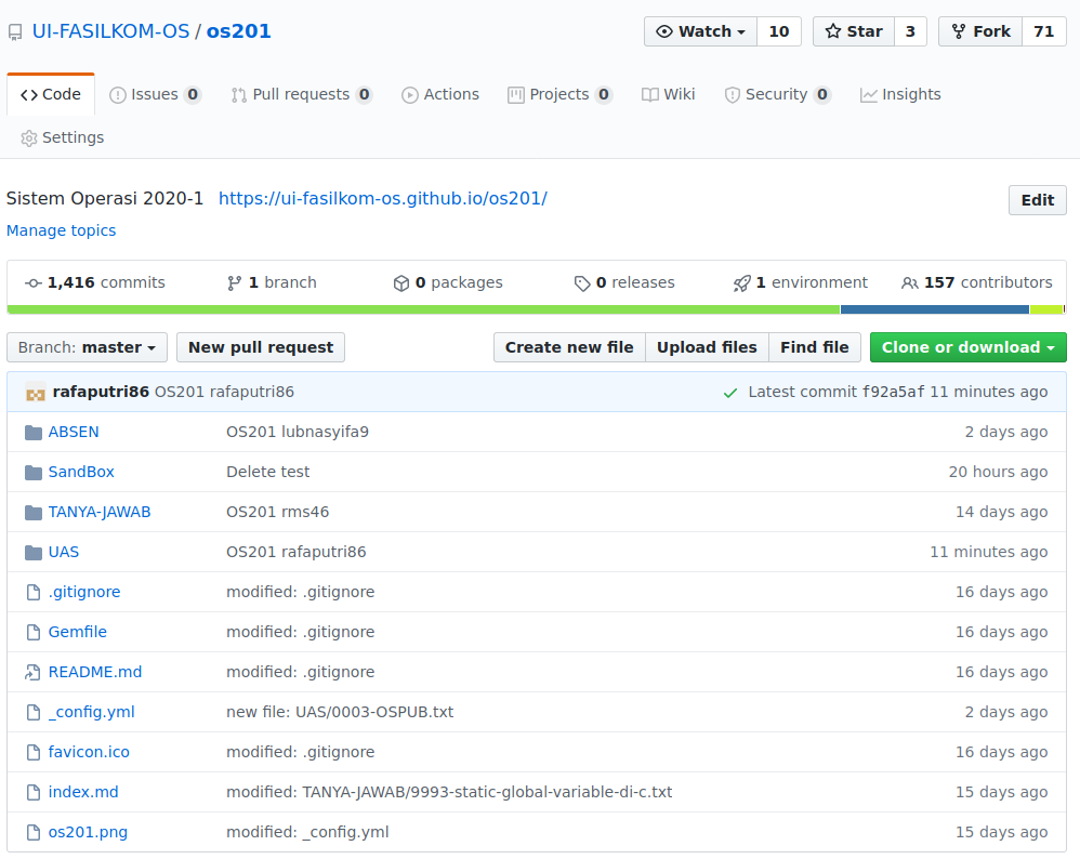 UI-FASILKOM-OS / os201 Watch 10 Star 3 Fork 71
Code Issues 0 Pull requests 0 Actions Projects 0 Wiki Security 0 Insights
Settings
Sistem Operasi 2020-1 https://ui-fasilkom-os.github.io/os201/ Edit
Manage topics
1,416 commits 1 branch 0 packages 0 releases 1 environment 157 contributors
Branch: master New pull request Create new file Upload files Find file Clone or download
rafaputri86 OS201 rafaputri86 Latest commit f92a5af 11 minutes ago
ABSEN OS201 lubnasyifa9 2 days ago
SandBox Delete test 20 hours ago
TANYA-JAWAB OS201 rms46 14 days ago
UAS OS201 rafaputri86 11 minutes ago
.gitignore modified: .gitignore 16 days ago
Gemfile modified: .gitignore 16 days ago
README.md modified: .gitignore 16 days ago
_config.yml new file: UAS/0003-OSPUB.txt 2 days ago
favicon.ico modified: .gitignore 16 days ago
index.md modified: TANYA-JAWAB/9993-static-global-variable-di-c.txt 15 days ago
os201.png modified: _config.yml 15 days ago